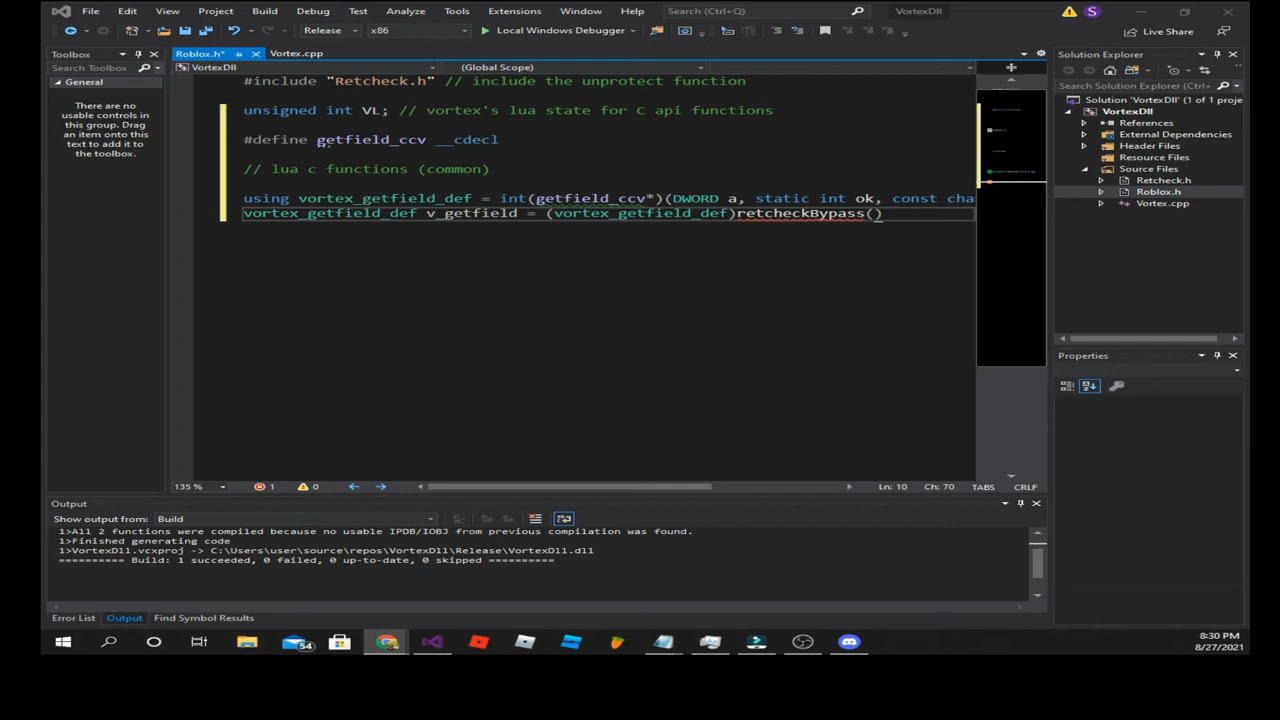 File Edit View Project Build Debug Test Analyze Tools Extensions Window Help Search (Ctrl+Q) VortexDll S
Release x86 Local Windows Debugger Live Share
Toolbox
Search Toolbox
General
There are no
usable controls in
this group. Drag
an item onto this
text to add it to
the toolbox.
Roblox.h* Vortex.cpp
VortexDll (Global Scope)
#include "Retcheck.h" // include the unprotect function
unsigned int VL; // vortex's lua state for C api functions
#define getfield_ccv __cdecl
// lua c functions (common)
using vortex_getfield_def = int(getfield_ccv*)(DWORD a, static int ok, const cha
vortex_getfield_def v_getfield = (vortex_getfield_def)retcheckBypass()
135 % 1 0 Ln: 10 Ch: 70 TABS CRLF
Solution Explorer
Search Solution Explorer (Ctrl+;)
Solution 'VortexDll' (1 of 1 proje
VortexDll
References
External Dependencies
Header Files
Resource Files
Source Files
Retcheck.h
Roblox.h
Vortex.cpp
Properties
Output
Show output from: Build
1>All 2 functions were compiled because no usable IPDB/IOBJ from previous compilation was found.
1>Finished generating code
1>VortexDll.vcxproj -> C:\Users\user\source\repos\VortexDll\Release\VortexDll.dll
========== Build: 1 succeeded, 0 failed, 0 up-to-date, 0 skipped ==========
Error List Output Find Symbol Results
54
8:30 PM
8/27/2021